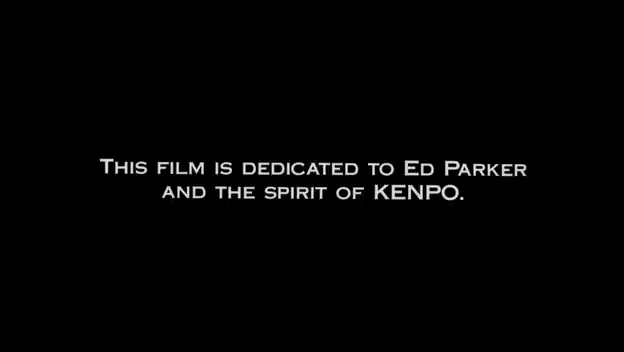 This film is dedicated to Ed Parker
and the spirit of KENPO.